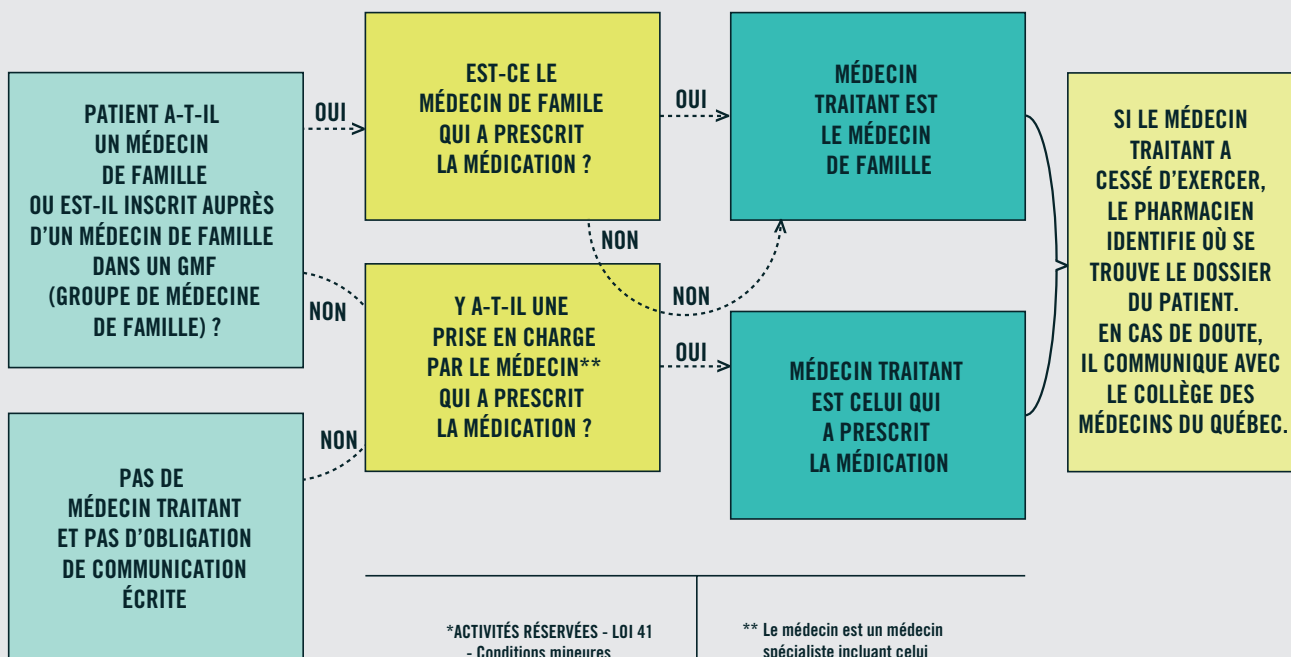 PATIENT A-T-IL
UN MÉDECIN
DE FAMILLE
OU EST-IL INSCRIT AUPRÈS
D'UN MÉDECIN DE FAMILLE
DANS UN GMF
(GROUPE DE MÉDECINE
DE FAMILLE) ?
OUI
EST-CE LE
MÉDECIN DE FAMILE
QUI A PRESCRIT
LA MÉDICATION ?
OUI
MÉDECIN
TRAITANT EST
LE MÉDECIN
DE FAMILLE
NON
NON
NON
Y A-T-IL UNE
PRISE EN CHARGE
PAR LE MÉDECIN**
QUI A PRESCRIT
LA MÉDICATION ?
OUI
MÉDECIN TRAITANT
EST CELUI QUI
A PRESCRIT
LA MÉDICATION
SI LE MÉDECIN
TRAITANT A
CESSÉ D'EXERCER,
LE PHARMACIEN
IDENTIFIE OÙ SE
TROUVE LE DOSSIER
DU PATIENT.
EN CAS DE DOUTE,
IL COMMUNIQUE AVEC
LE COLLÈGE DES
MÉDECINS DU QUÉBEC.
NON
PAS DE
MÉDECIN TRAITANT
ET PAS D'OBLIGATION
DE COMMUNICATION
ÉCRITE
*ACTIVITÉS RÉSERVÉES - LOI 41
- Conditions mineures
** Le médecin est un médecin
spécialiste incluant celui